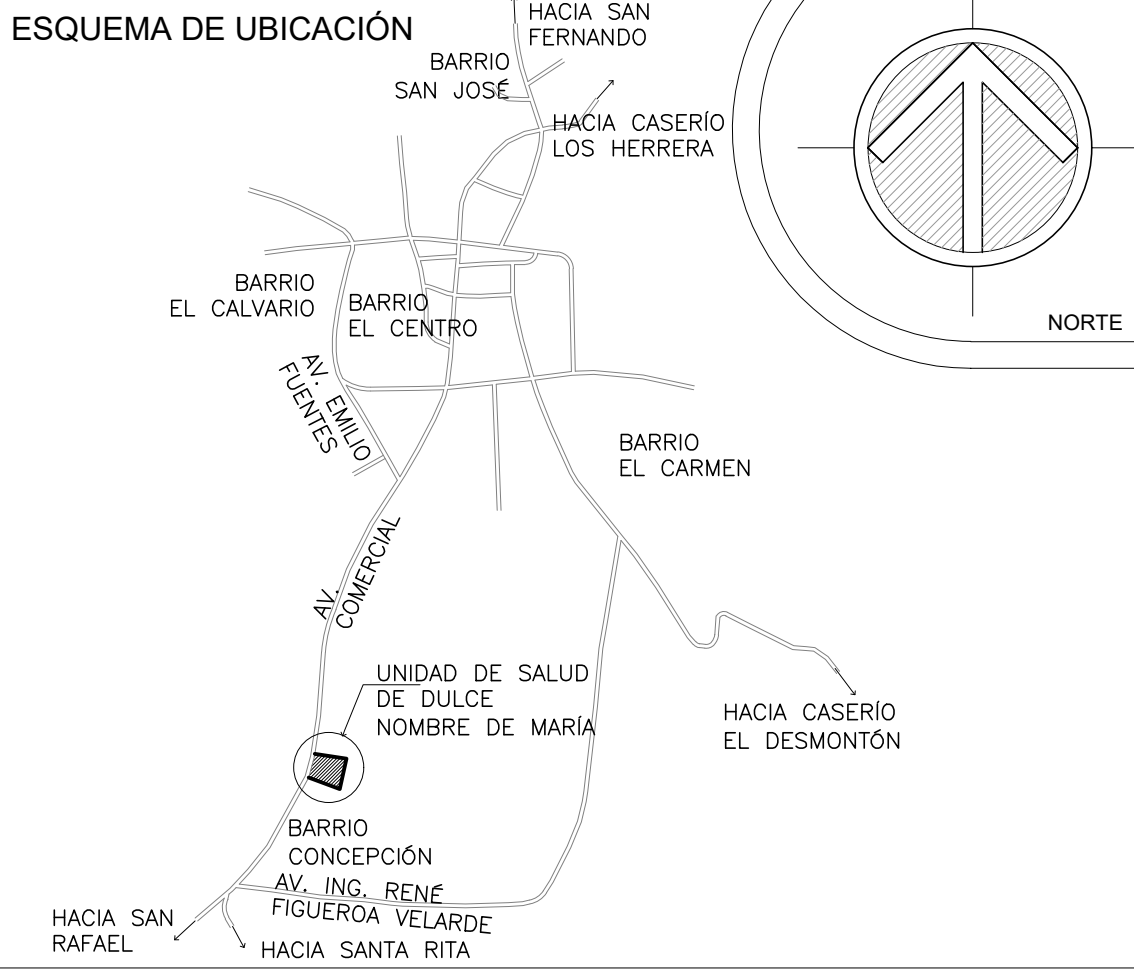 ESQUEMA DE UBICACIÓN
HACIA SAN
FERNANDO
BARRIO
SAN JOSÉ
HACIA CASERÍO
LOS HERRERA
NORTE
BARRIO
EL CALVARIO
BARRIO
EL CENTRO
AV. EMILIO
FUENTES
BARRIO
EL CARMEN
AV.
COMERCIAL
UNIDAD DE SALUD
DE DULCE
NOMBRE DE MARÍA
HACIA CASERÍO
EL DESMONTÓN
BARRIO
CONCEPCIÓN
AV. ING. RENÉ
FIGUEROA VELARDE
HACIA SAN
RAFAEL
HACIA SANTA RITA